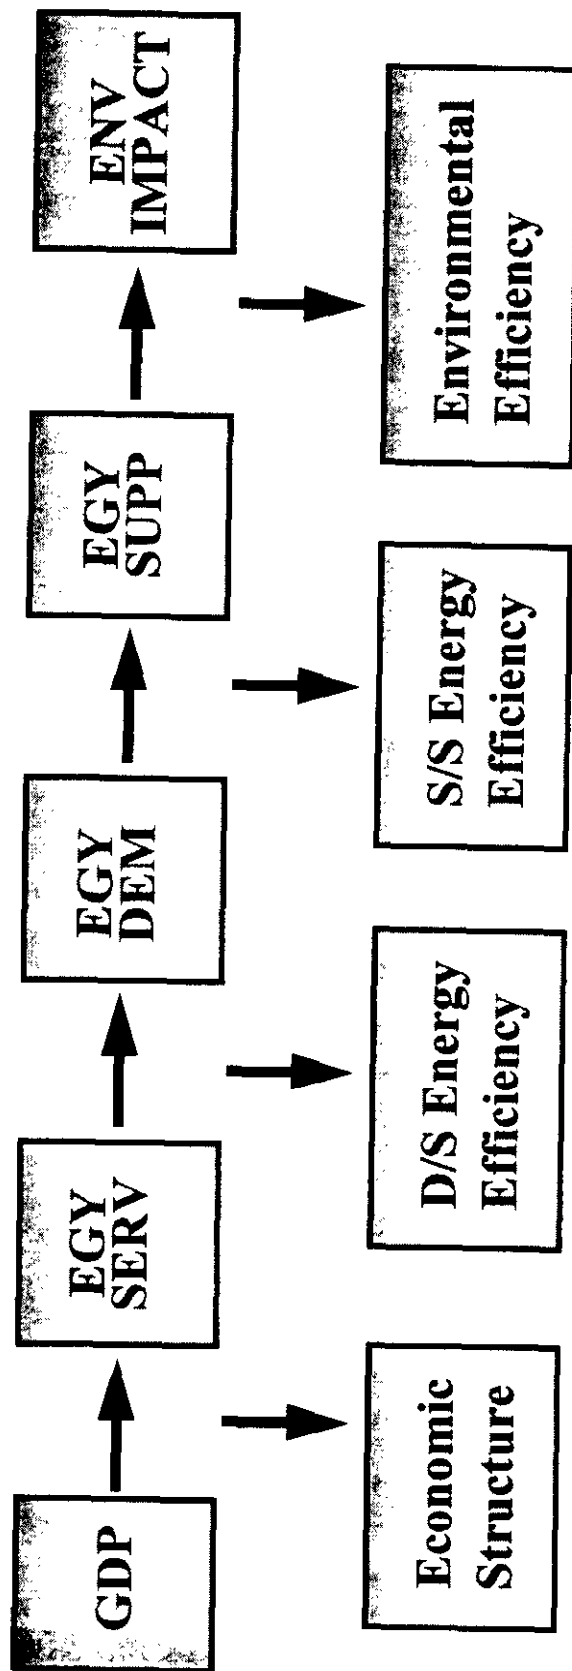 GDP
EGY
SERV
EGY
DEM
EGY
SUPP
ENV
IMPACT
Economic
Structure
D/S Energy
Efficiency
S/S Energy
Efficiency
Environmental
Efficiency